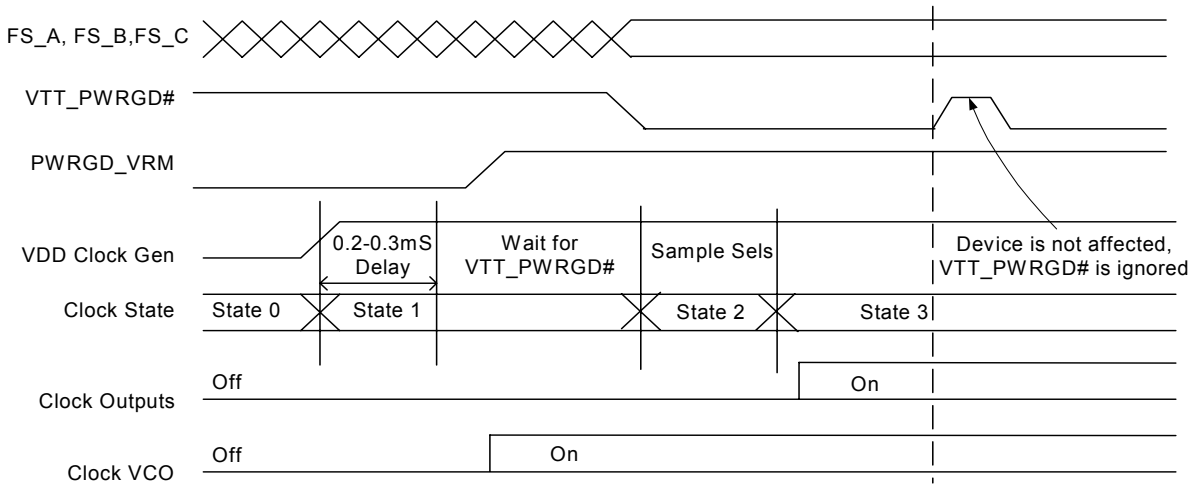 FS_A, FS_B,FS_C
VTT_PWRGD#
PWRGD_VRM
VDD Clock Gen
0.2-0.3mS
Delay
Wait for
VTT_PWRGD#
Sample Sels
Device is not affected,
VTT_PWRGD# is ignored
Clock State
State 0
State 1
State 2
State 3
Clock Outputs
Off
On
Clock VCO
Off
On